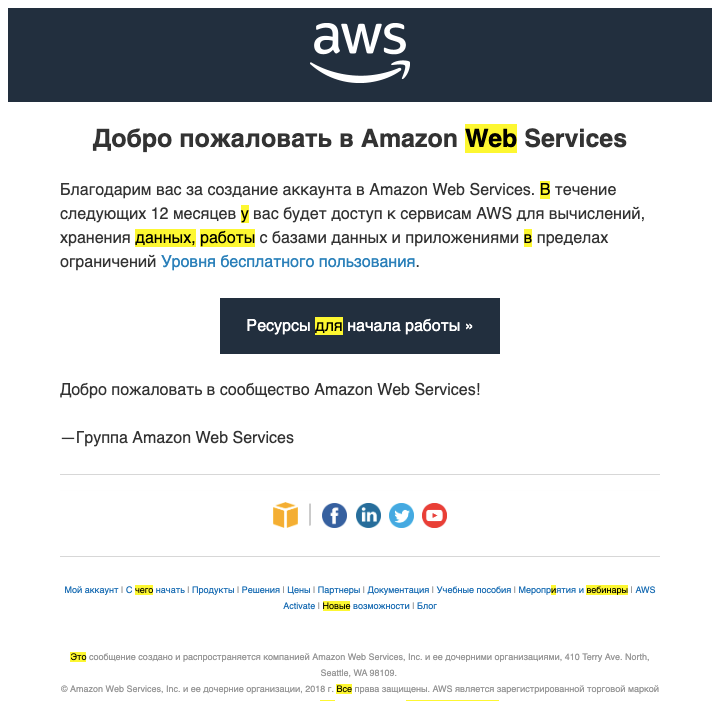 aws
Добро пожаловать в Amazon Web Services
Благодарим вас за создание аккаунта в Amazon Web Services. В течение
следующих 12 месяцев у вас будет доступ к сервисам AWS для вычислений,
хранения данных, работы с базами данных и приложениями в пределах
ограничений Уровня бесплатного пользования.
Ресурсы для начала работы »
Добро пожаловать в сообщество Amazon Web Services!
—Группа Amazon Web Services
Мой аккаунт | С чего начать | Продукты | Решения | Цены | Партнеры | Документация | Учебные пособия | Мероприятия и вебинары | AWS
Activate | Новые возможности | Блог
Это сообщение создано и распространяется компанией Amazon Web Services, Inc. и ее дочерними организациями, 410 Terry Ave. North,
Seattle, WA 98109.
© Amazon Web Services, Inc. и ее дочерние организации, 2018 г. Все права защищены. AWS является зарегистрированной торговой маркой